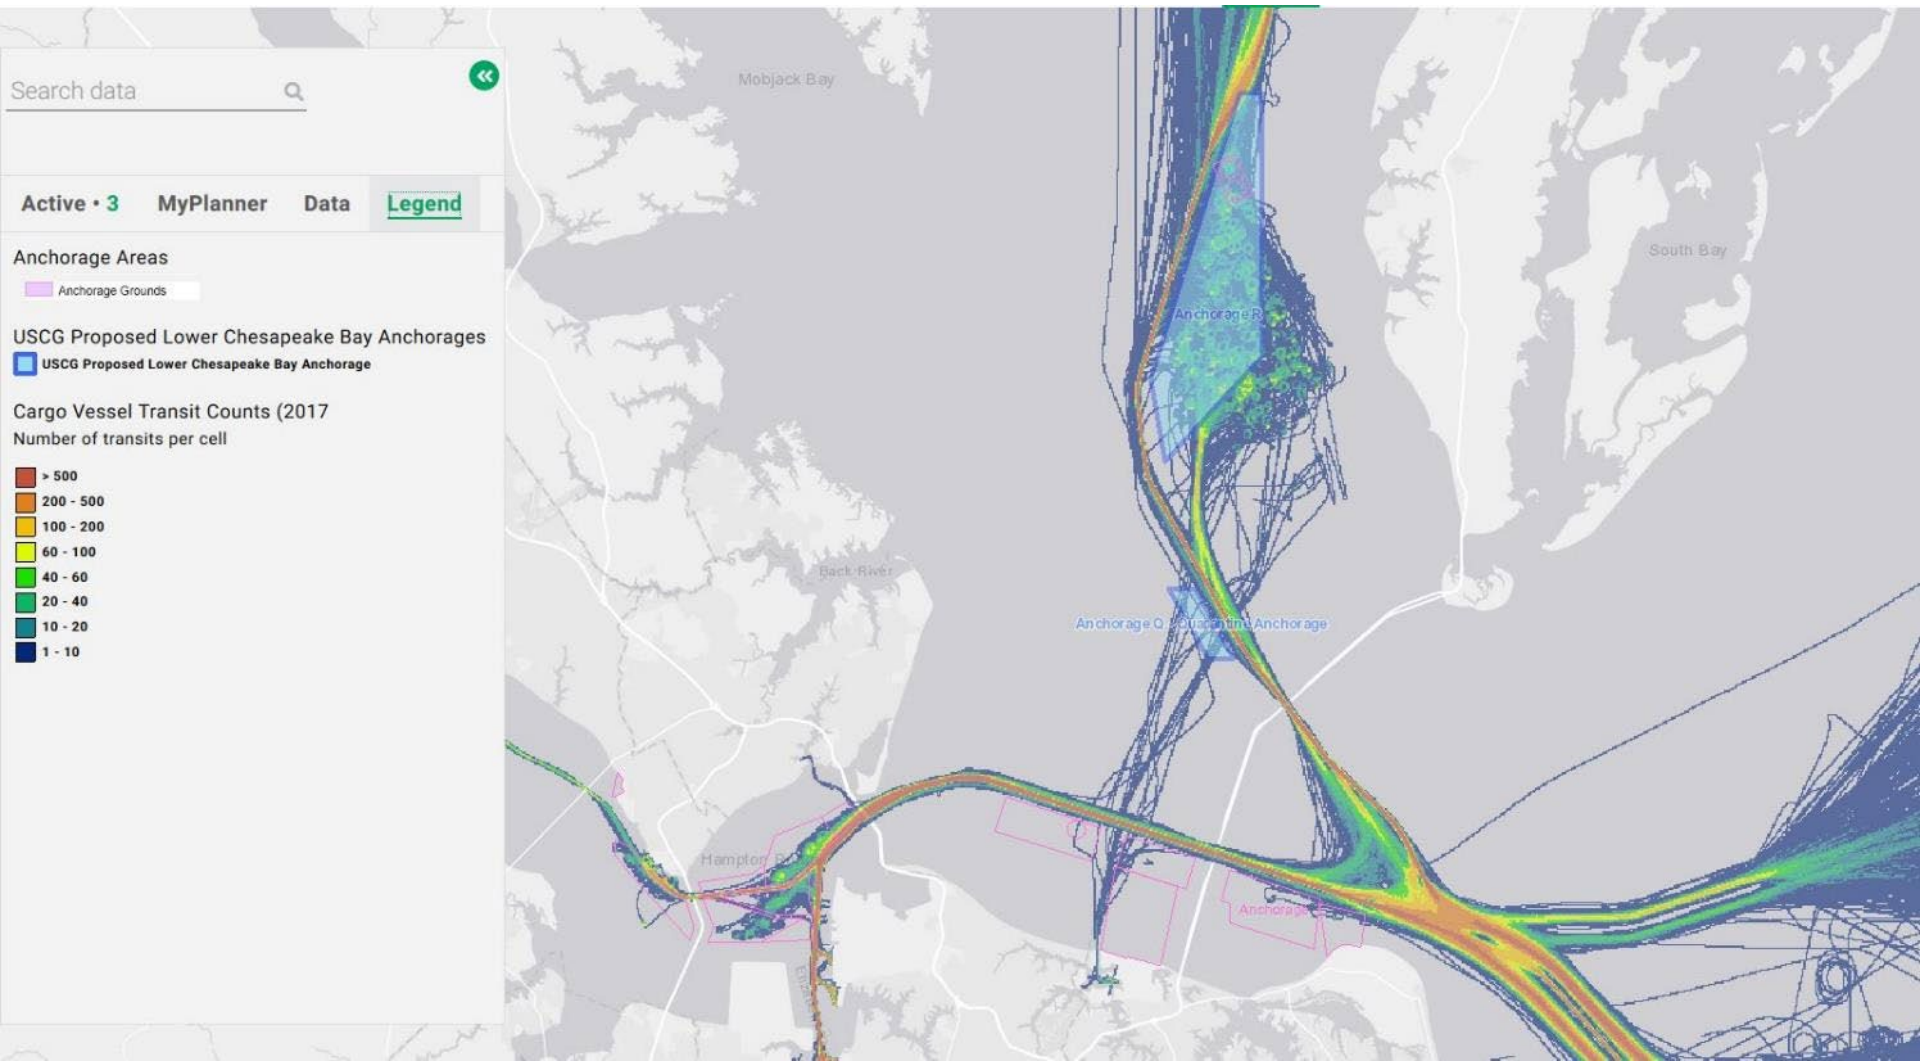 Search data
Active • 3 MyPlanner Data Legend
Anchorage Areas
Anchorage Grounds
USCG Proposed Lower Chesapeake Bay Anchorages
USCG Proposed Lower Chesapeake Bay Anchorage
Cargo Vessel Transit Counts (2017
Number of transits per cell
> 500
200 - 500
100 - 200
60 - 100
40 - 60
20 - 40
10 - 20
1 - 10
Mobjack Bay
South Bay
Anchorage R
Back River
Anchorage Q Quarantine Anchorage
Hampton
Anchorage